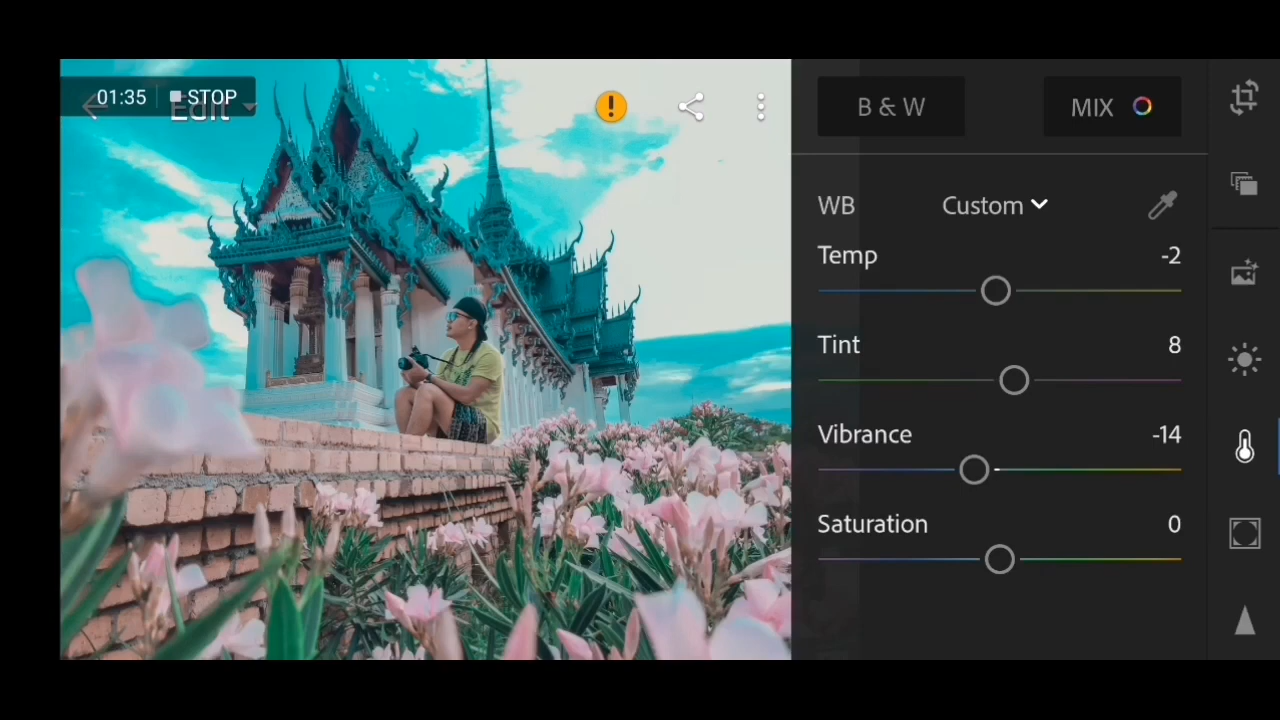 01:35 STOP
Edit
B & W
MIX
WB
Custom
Temp
-2
Tint
8
Vibrance
-14
Saturation
0